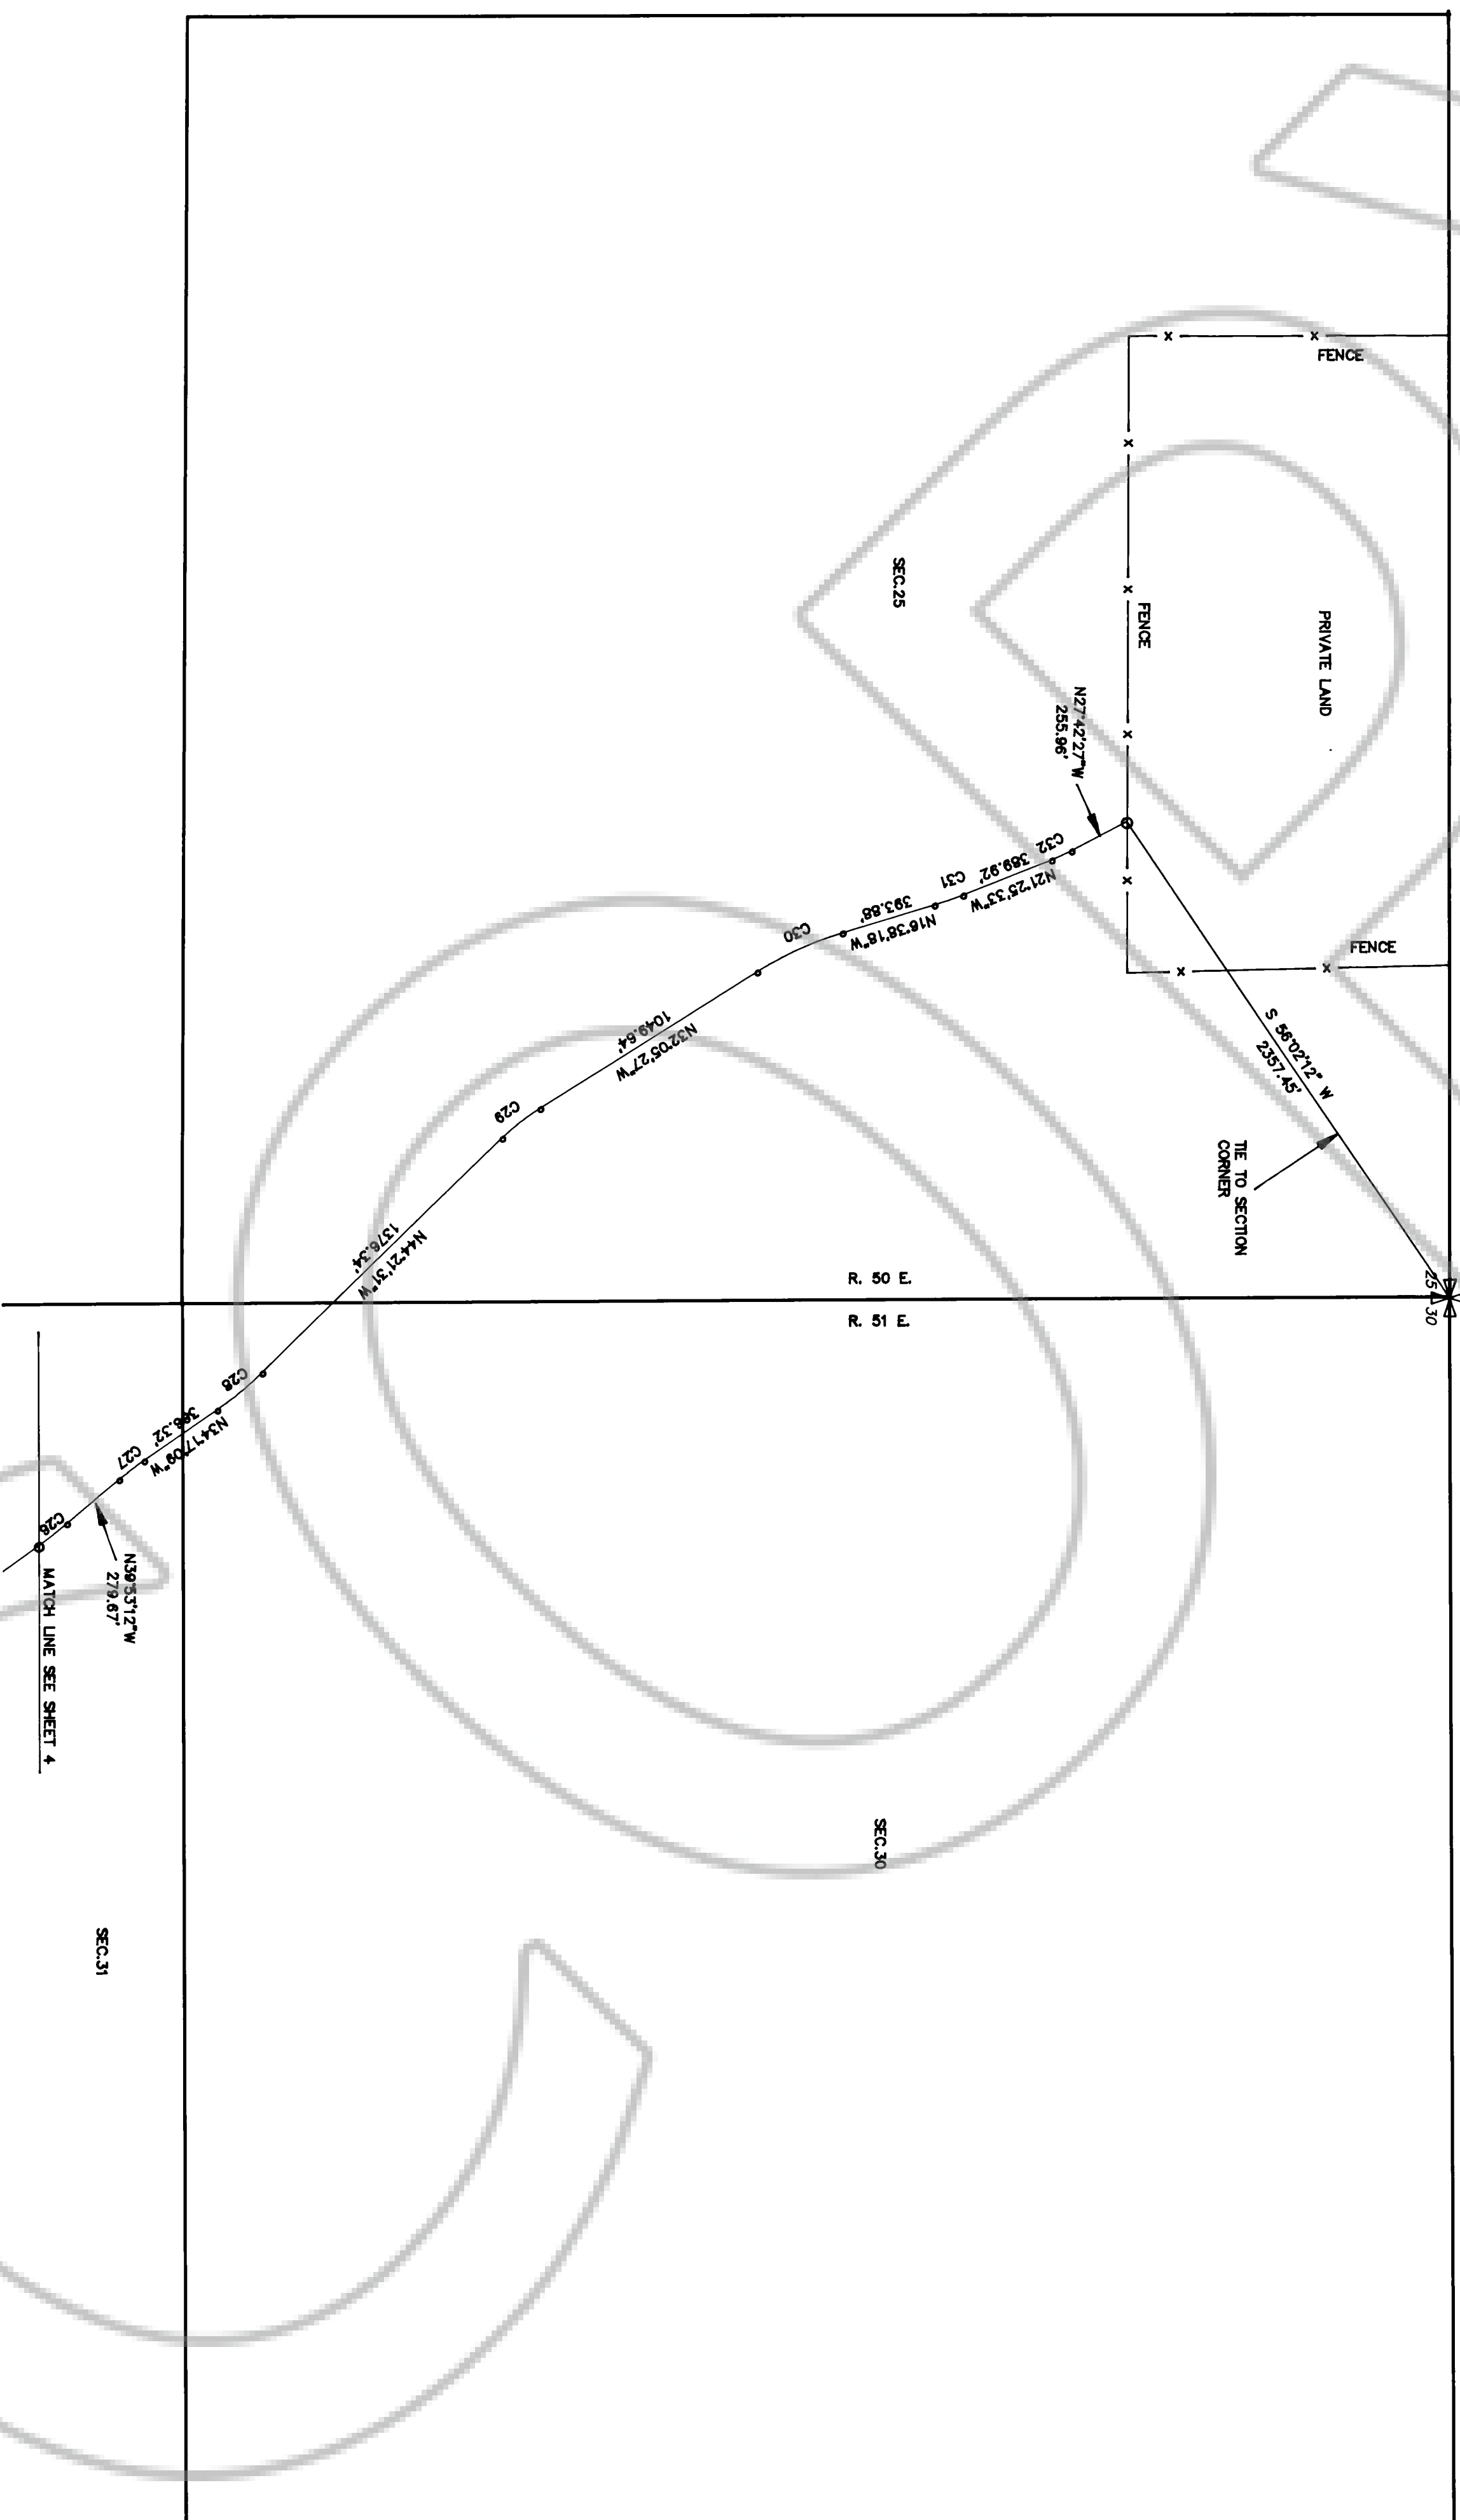 FENCE
PRIVATE LAND
FENCE
SEC.25
N27°42'27"W
255.96'
C32
389.92'
N21°25'33"W
C31
393.88'
N16°38'18"W
C30
FENCE
S 56°02'12" W
2357.45'
TIE TO SECTION
CORNER
1049.64'
N32°05'27"W
C29
1376.34'
N44°21'31"W
25
30
R. 50 E.
R. 51 E.
C28
N34°17'09"W
C27
N39°53'12"W
279.67'
C26
MATCH LINE SEE SHEET 4
SEC.30
SEC.31